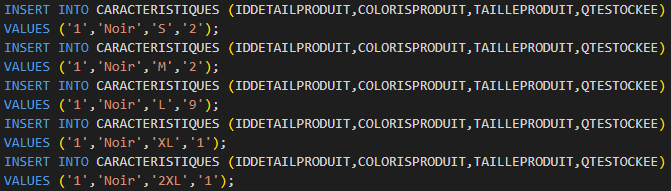 INSERT INTO CARACTERISTIQUES (IDDETAILPRODUIT,COLORISPRODUIT,TAILLEPRODUIT,QTESTOCKEE)
VALUES ('1','Noir','S','2');
INSERT INTO CARACTERISTIQUES (IDDETAILPRODUIT,COLORISPRODUIT,TAILLEPRODUIT,QTESTOCKEE)
VALUES ('1','Noir','M','2');
INSERT INTO CARACTERISTIQUES (IDDETAILPRODUIT,COLORISPRODUIT,TAILLEPRODUIT,QTESTOCKEE)
VALUES ('1','Noir','L','9');
INSERT INTO CARACTERISTIQUES (IDDETAILPRODUIT,COLORISPRODUIT,TAILLEPRODUIT,QTESTOCKEE)
VALUES ('1','Noir','XL','1');
INSERT INTO CARACTERISTIQUES (IDDETAILPRODUIT,COLORISPRODUIT,TAILLEPRODUIT,QTESTOCKEE)
VALUES ('1','Noir','2XL','1');